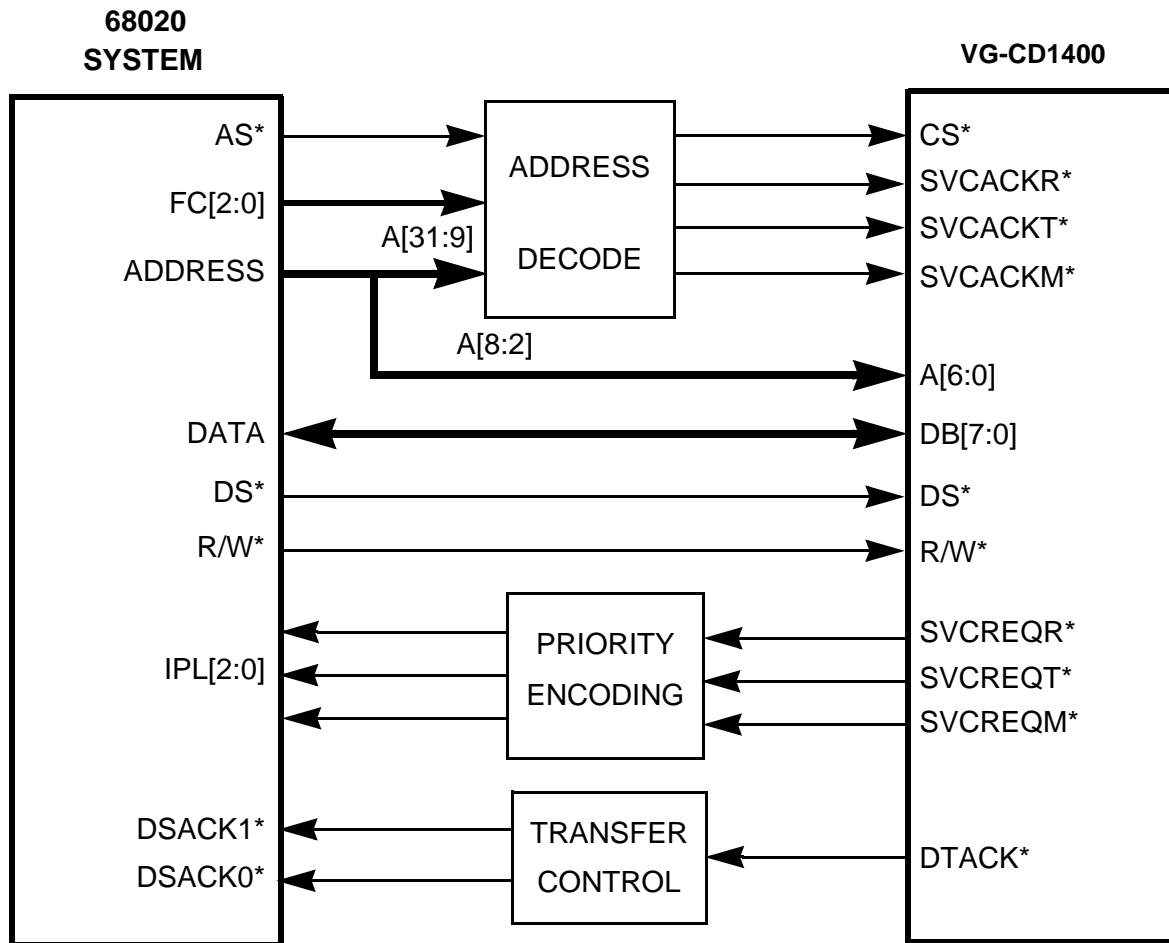 68020
SYSTEM
VG-CD1400
AS*
FC[2:0]
ADDRESS
A[31:9]
ADDRESS
DECODE
A[8:2]
CS*
SVCACKR*
SVCACKT*
SVCACKM*
A[6:0]
DATA
DB[7:0]
DS*
DS*
R/W*
R/W*
IPL[2:0]
PRIORITY
ENCODING
SVCREQR*
SVCREQT*
SVCREQM*
DSACK1*
DSACK0*
TRANSFER
CONTROL
DTACK*